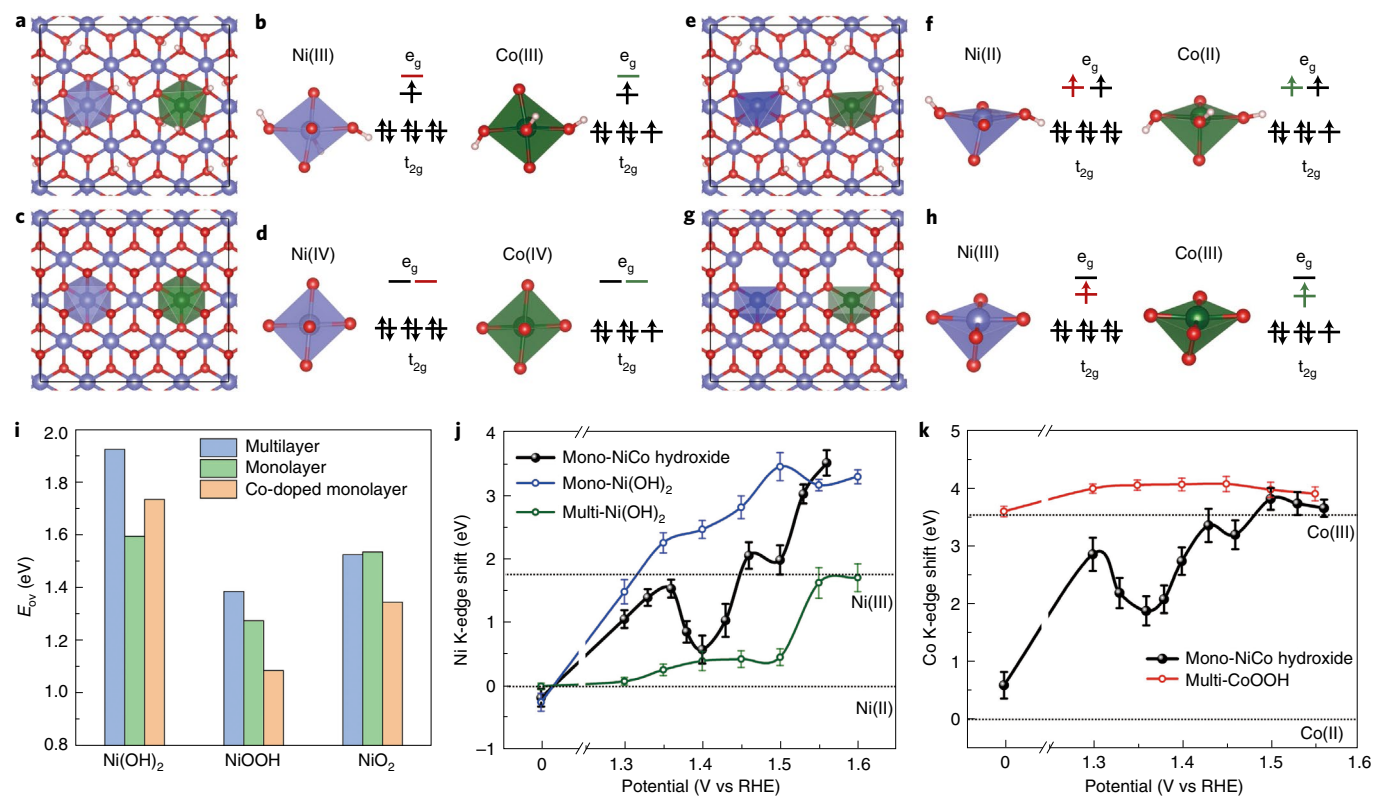 a
b
Ni(III)
e_g
t_2g
Co(III)
e_g
t_2g
c
d
Ni(IV)
e_g
t_2g
Co(IV)
e_g
t_2g
e
f
Ni(II)
e_g
t_2g
Co(II)
e_g
t_2g
g
h
Ni(III)
e_g
t_2g
Co(III)
e_g
t_2g
i
E_ov (eV)
2.0
1.8
1.6
1.4
1.2
1.0
0.8
Multilayer
Monolayer
Co-doped monolayer
Ni(OH)₂
NiOOH
NiO₂
j
Ni K-edge shift (eV)
4
3
2
1
0
−1
Mono-NiCo hydroxide
Mono-Ni(OH)₂
Multi-Ni(OH)₂
Ni(III)
Ni(II)
0
1.3
1.4
1.5
1.6
Potential (V vs RHE)
k
Co K-edge shift (eV)
5
4
3
2
1
0
Co(III)
Mono-NiCo hydroxide
Multi-CoOOH
Co(II)
0
1.3
1.4
1.5
1.6
Potential (V vs RHE)